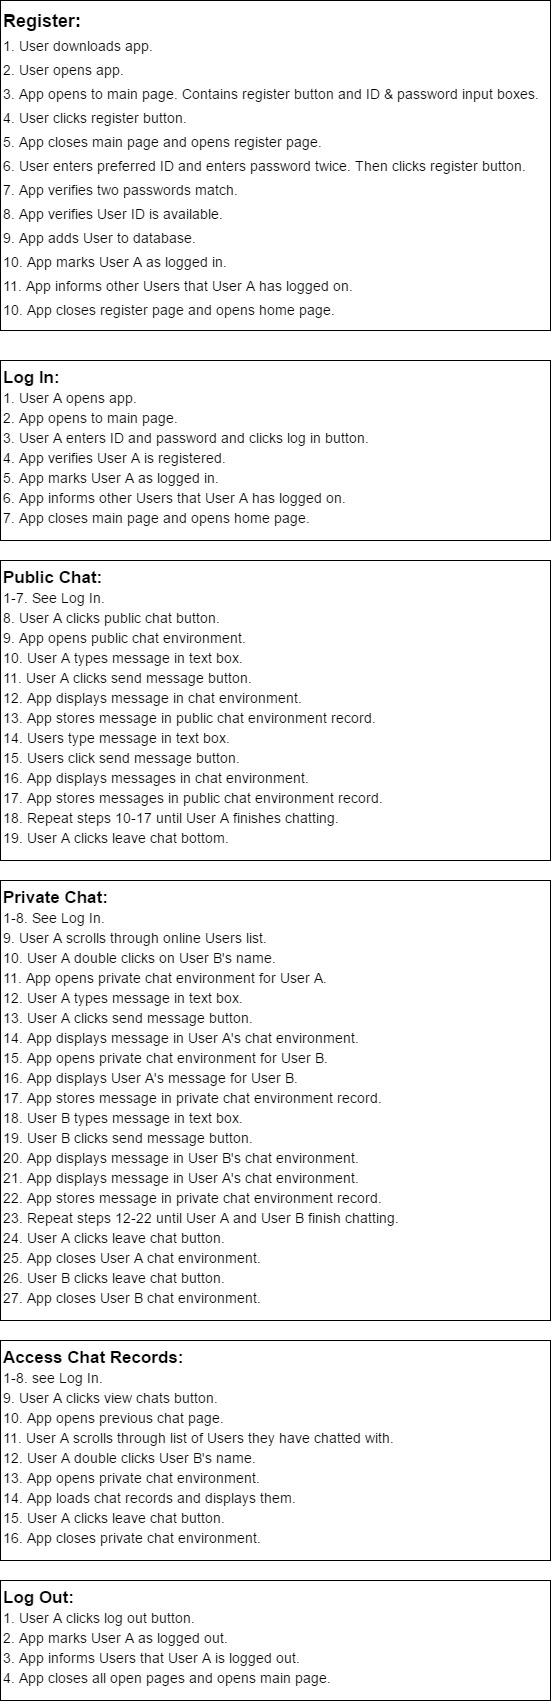 Register:
1. User downloads app.
2. User opens app.
3. App opens to main page. Contains register button and ID & password input boxes.
4. User clicks register button.
5. App closes main page and opens register page.
6. User enters preferred ID and enters password twice. Then clicks register button.
7. App verifies two passwords match.
8. App verifies User ID is available.
9. App adds User to database.
10. App marks User A as logged in.
11. App informs other Users that User A has logged on.
10. App closes register page and opens home page.
Log In:
1. User A opens app.
2. App opens to main page.
3. User A enters ID and password and clicks log in button.
4. App verifies User A is registered.
5. App marks User A as logged in.
6. App informs other Users that User A has logged on.
7. App closes main page and opens home page.
Public Chat:
1-7. See Log In.
8. User A clicks public chat button.
9. App opens public chat environment.
10. User A types message in text box.
11. User A clicks send message button.
12. App displays message in chat environment.
13. App stores message in public chat environment record.
14. Users type message in text box.
15. Users click send message button.
16. App displays messages in chat environment.
17. App stores messages in public chat environment record.
18. Repeat steps 10-17 until User A finishes chatting.
19. User A clicks leave chat bottom.
Private Chat:
1-8. See Log In.
9. User A scrolls through online Users list.
10. User A double clicks on User B's name.
11. App opens private chat environment for User A.
12. User A types message in text box.
13. User A clicks send message button.
14. App displays message in User A's chat environment.
15. App opens private chat environment for User B.
16. App displays User A's message for User B.
17. App stores message in private chat environment record.
18. User B types message in text box.
19. User B clicks send message button.
20. App displays message in User B's chat environment.
21. App displays message in User A's chat environment.
22. App stores message in private chat environment record.
23. Repeat steps 12-22 until User A and User B finish chatting.
24. User A clicks leave chat button.
25. App closes User A chat environment.
26. User B clicks leave chat button.
27. App closes User B chat environment.
Access Chat Records:
1-8. see Log In.
9. User A clicks view chats button.
10. App opens previous chat page.
11. User A scrolls through list of Users they have chatted with.
12. User A double clicks User B's name.
13. App opens private chat environment.
14. App loads chat records and displays them.
15. User A clicks leave chat button.
16. App closes private chat environment.
Log Out:
1. User A clicks log out button.
2. App marks User A as logged out.
3. App informs Users that User A is logged out.
4. App closes all open pages and opens main page.